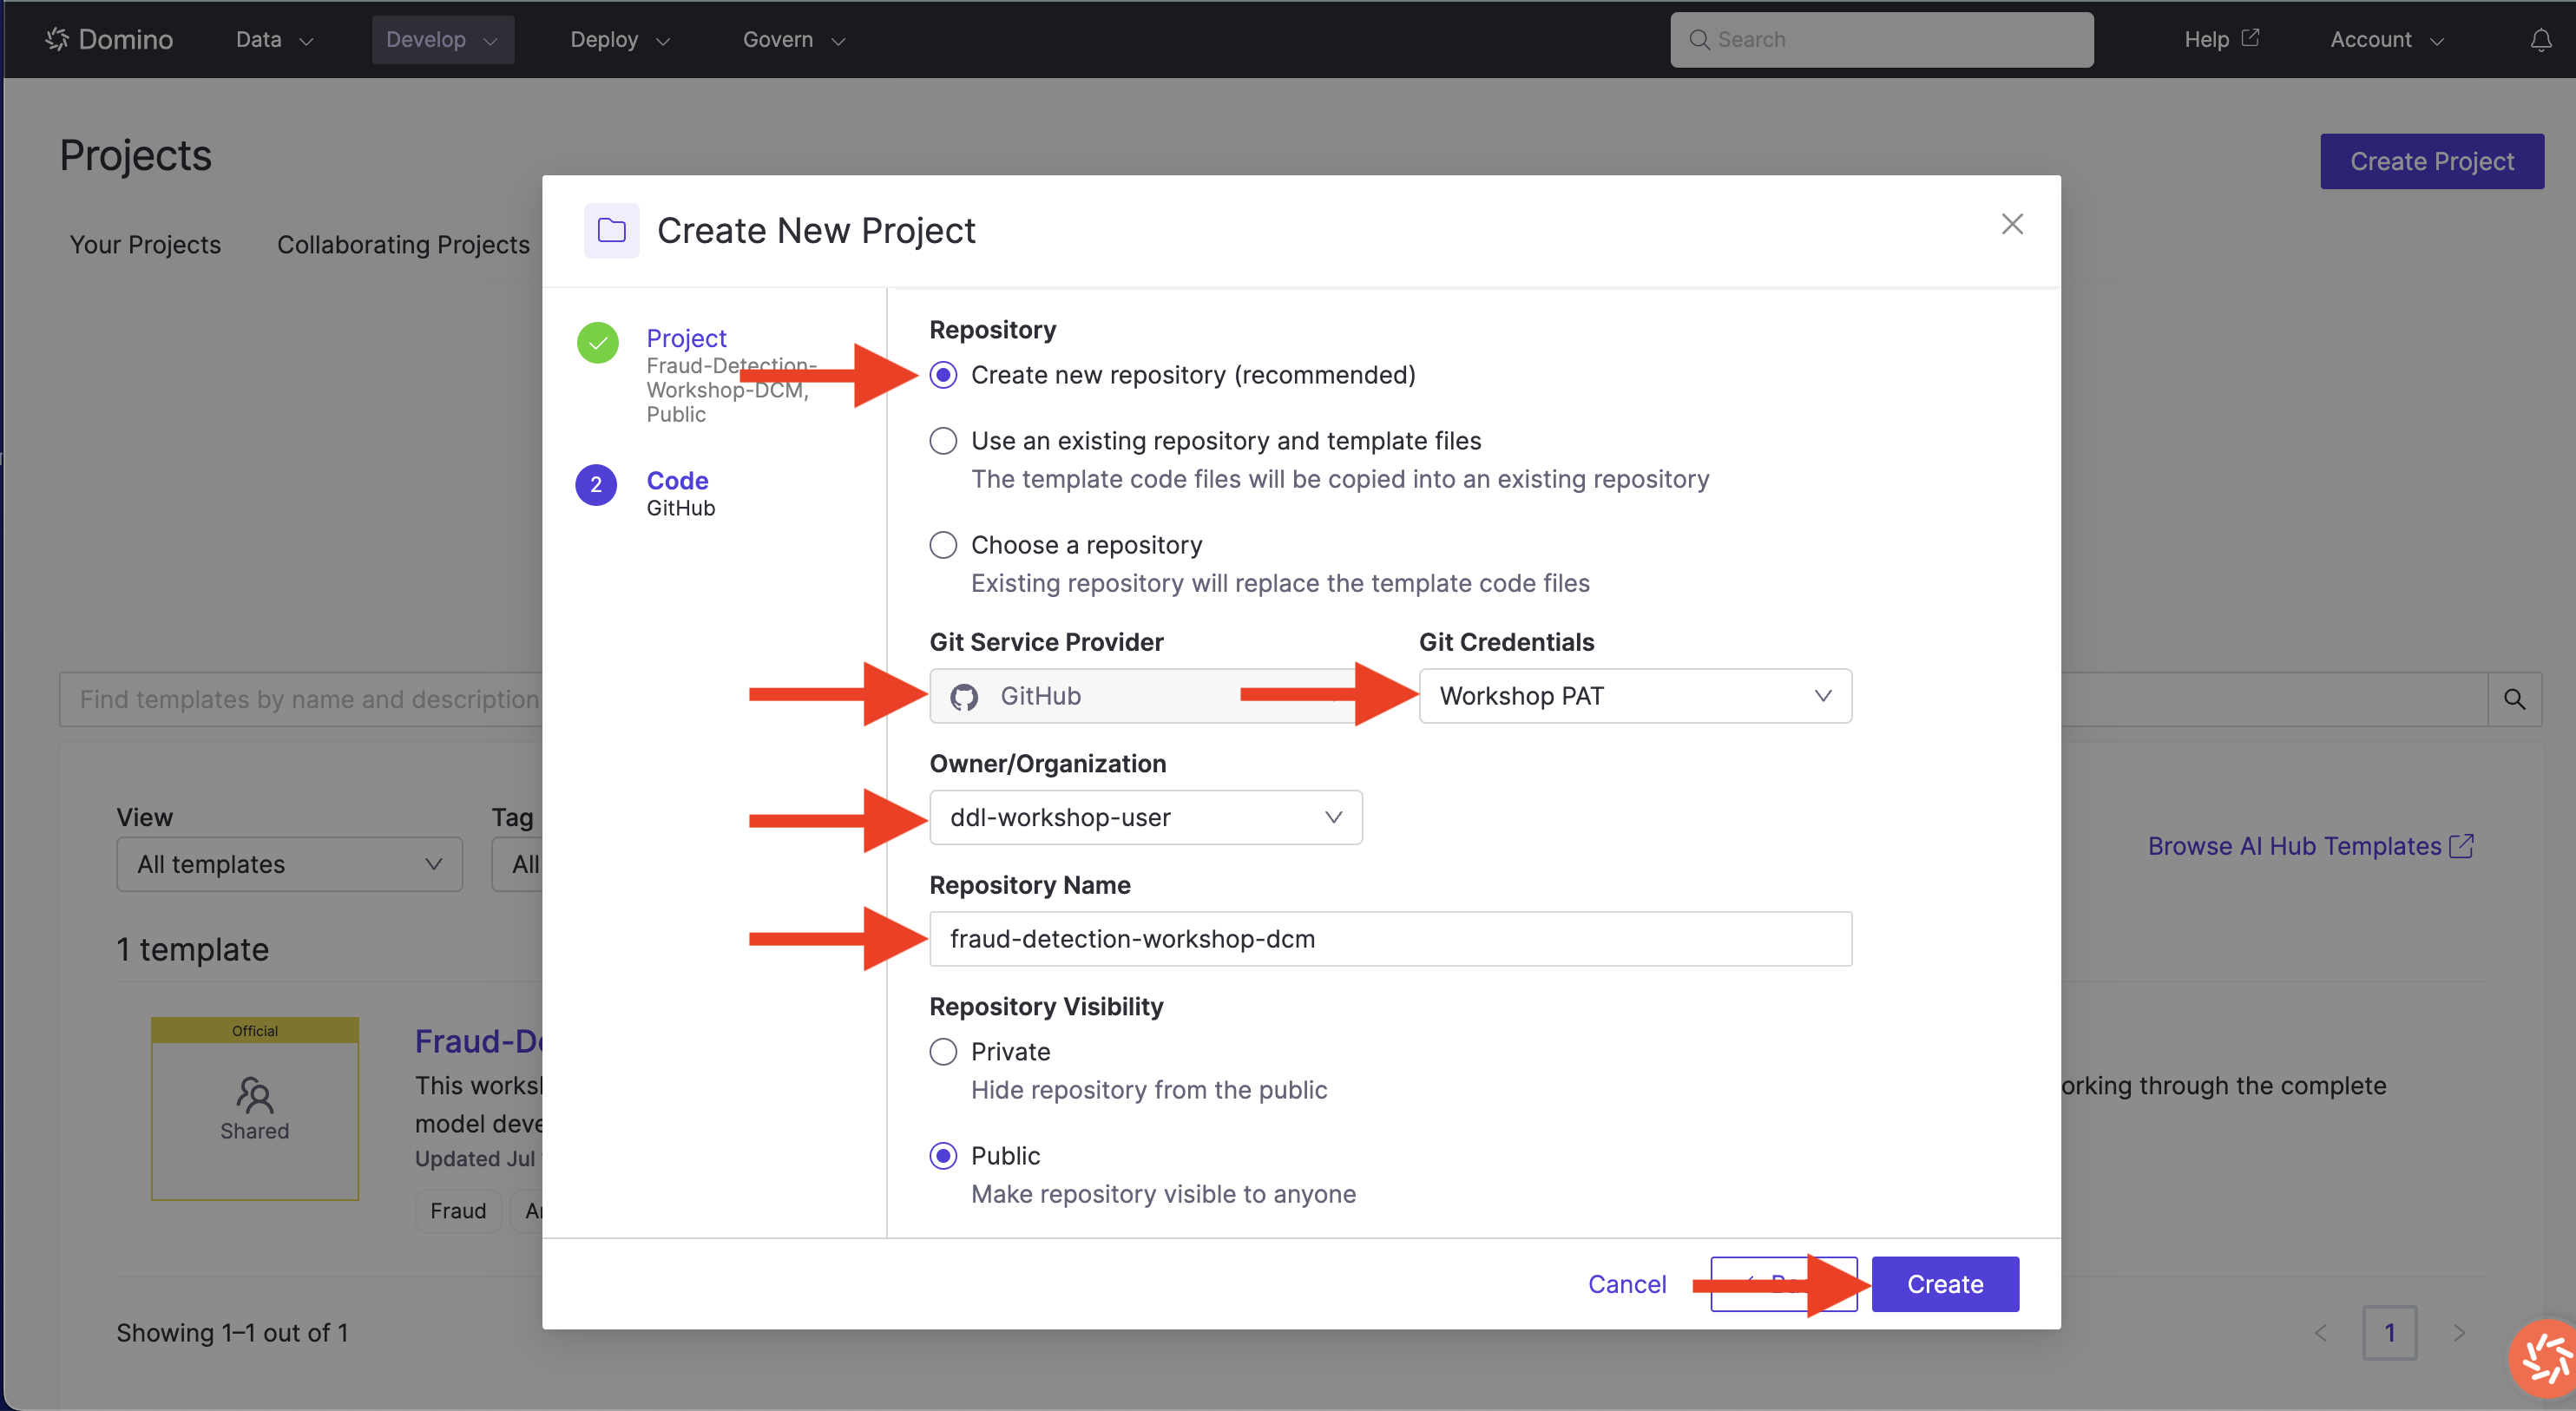 Domino
Data
Develop
Deploy
Govern
Search
Help
Account
Projects
Create Project
Your Projects
Collaborating Projects
Create New Project
Project
Fraud-Detection-
Workshop-DCM,
Public
2
Code
GitHub
Repository
Create new repository (recommended)
Use an existing repository and template files
The template code files will be copied into an existing repository
Choose a repository
Existing repository will replace the template code files
Git Service Provider
Git Credentials
GitHub
Workshop PAT
Owner/Organization
ddl-workshop-user
Repository Name
fraud-detection-workshop-dcm
Repository Visibility
Private
Hide repository from the public
Public
Make repository visible to anyone
Cancel
Create
Find templates by name and description
View
Tag
All templates
All
Browse AI Hub Templates
1 template
Official
Shared
This
model
Updated Jul
Fraud
through the complete
Showing 1–1 out of 1
1